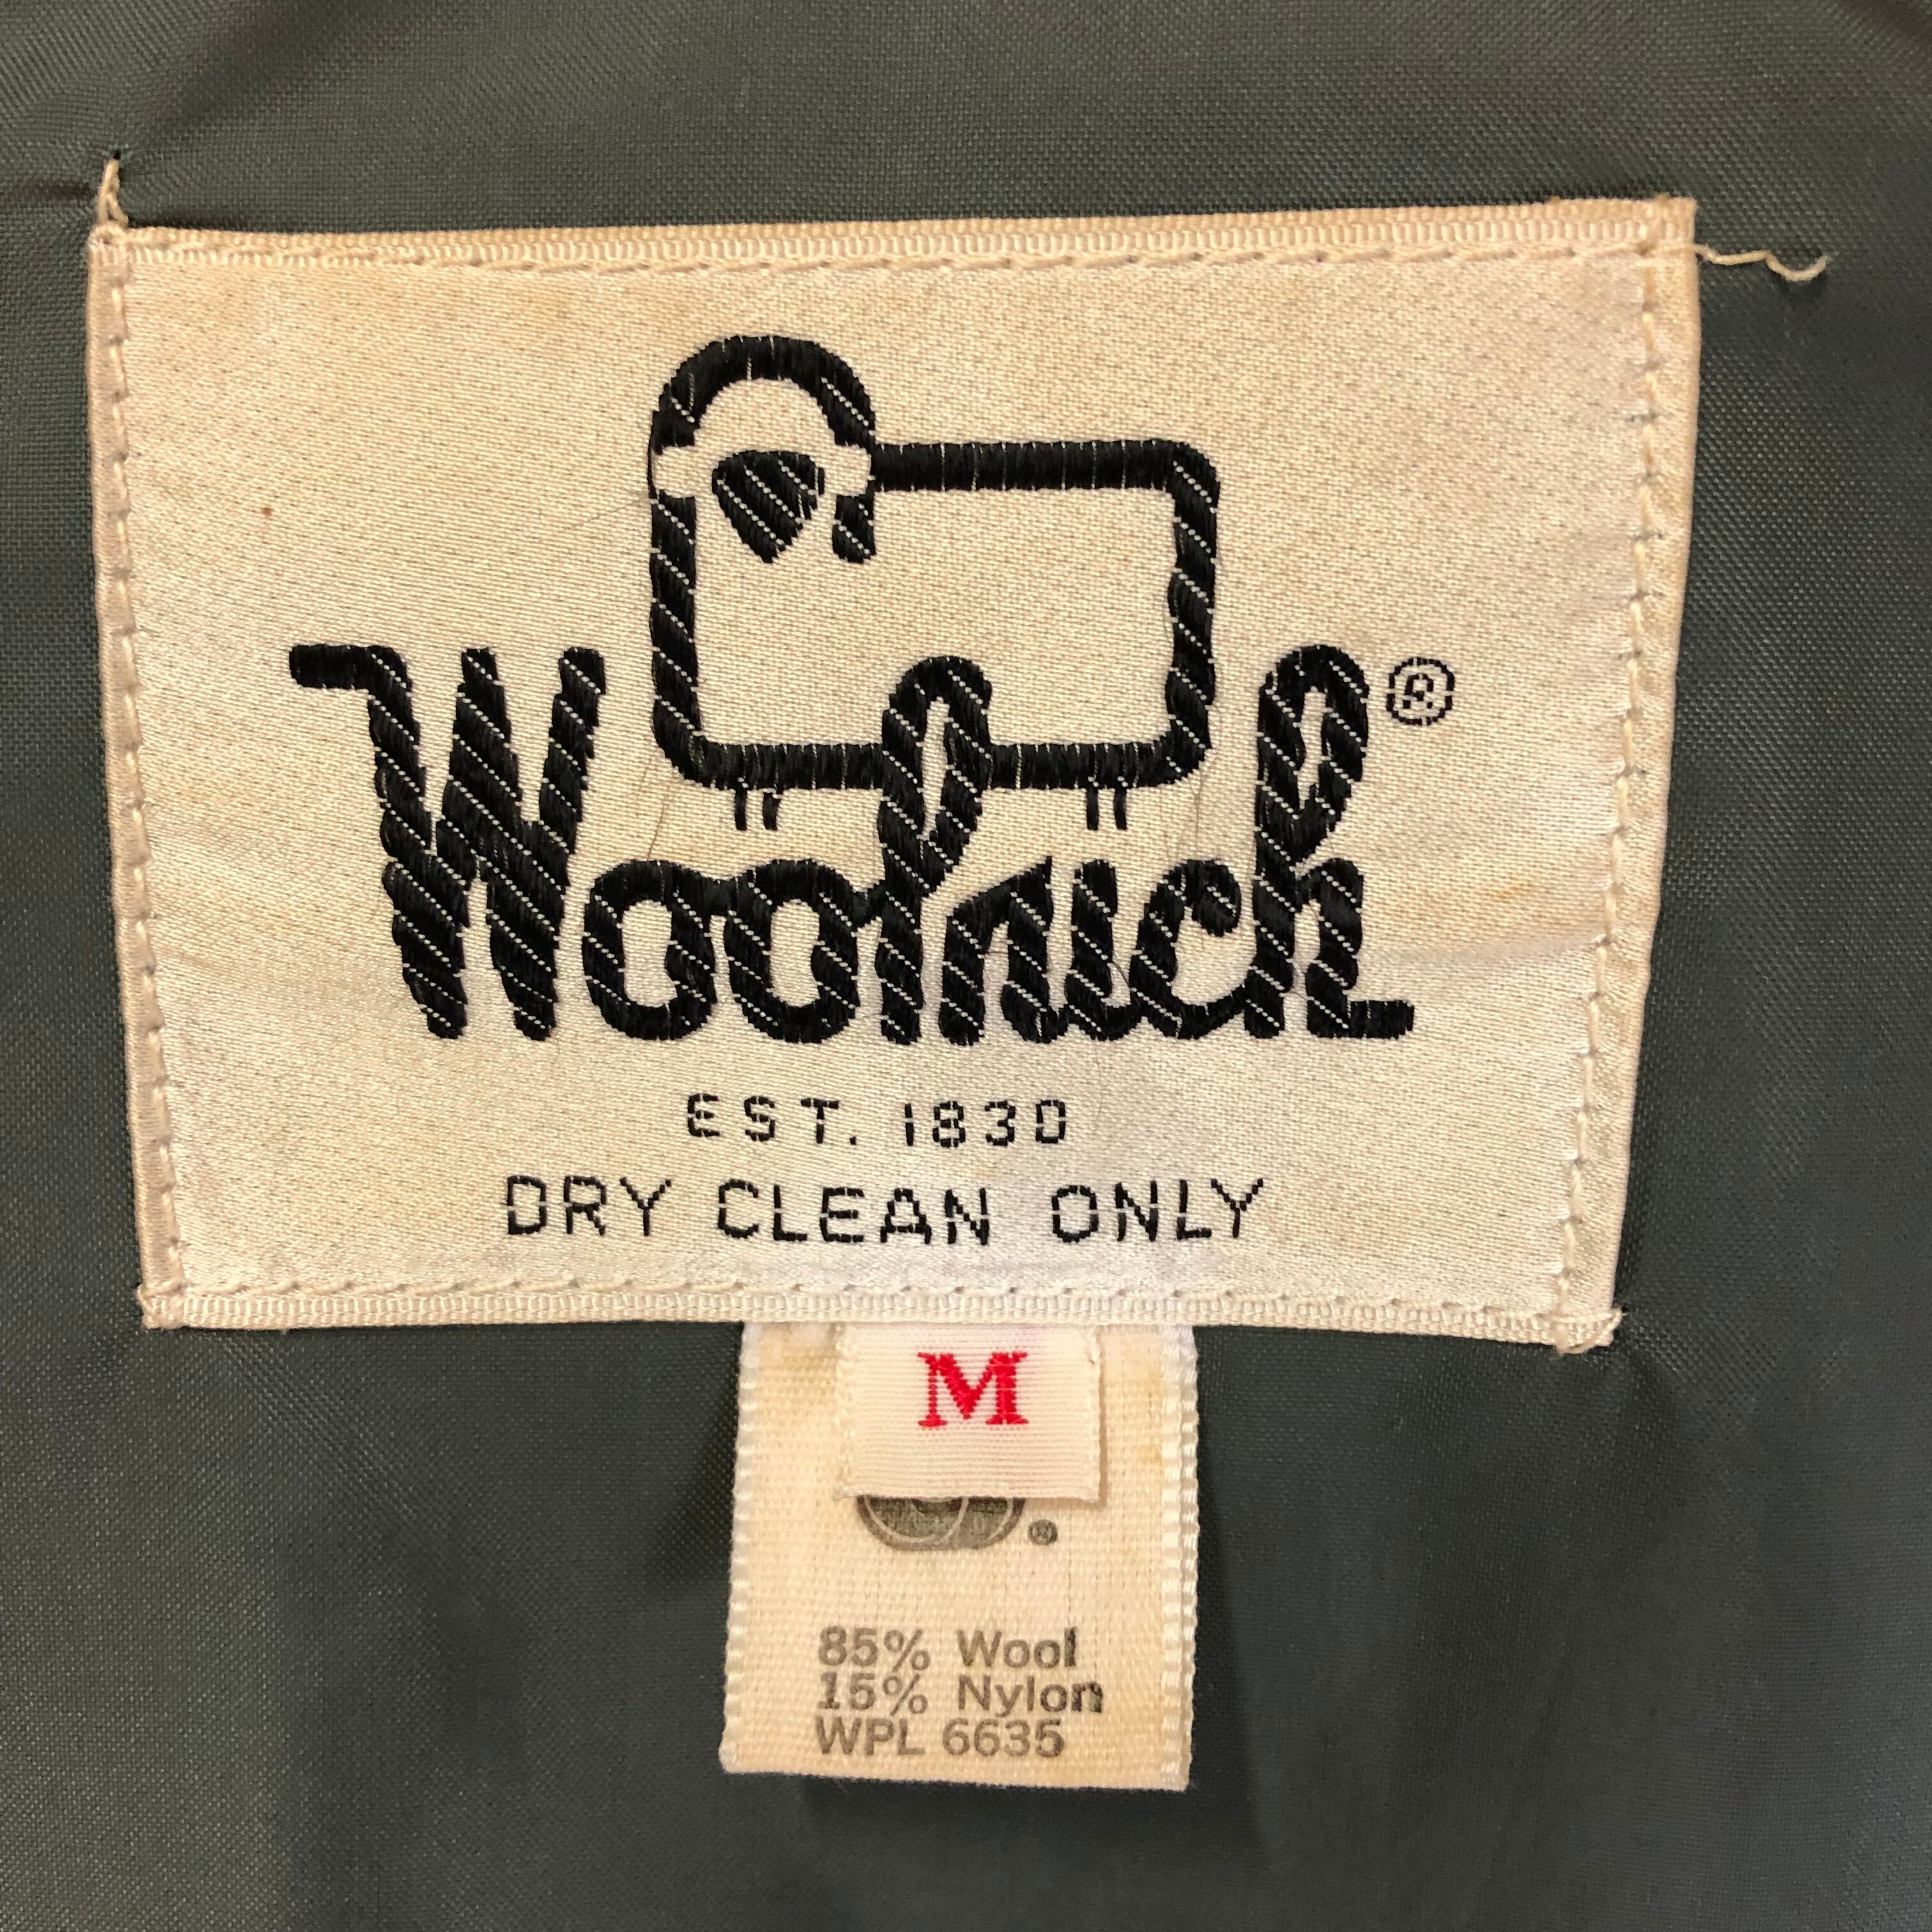 Woolrich®
EST. 1830
DRY CLEAN ONLY
M
®
85% Wool
15% Nylon
WPL 6635